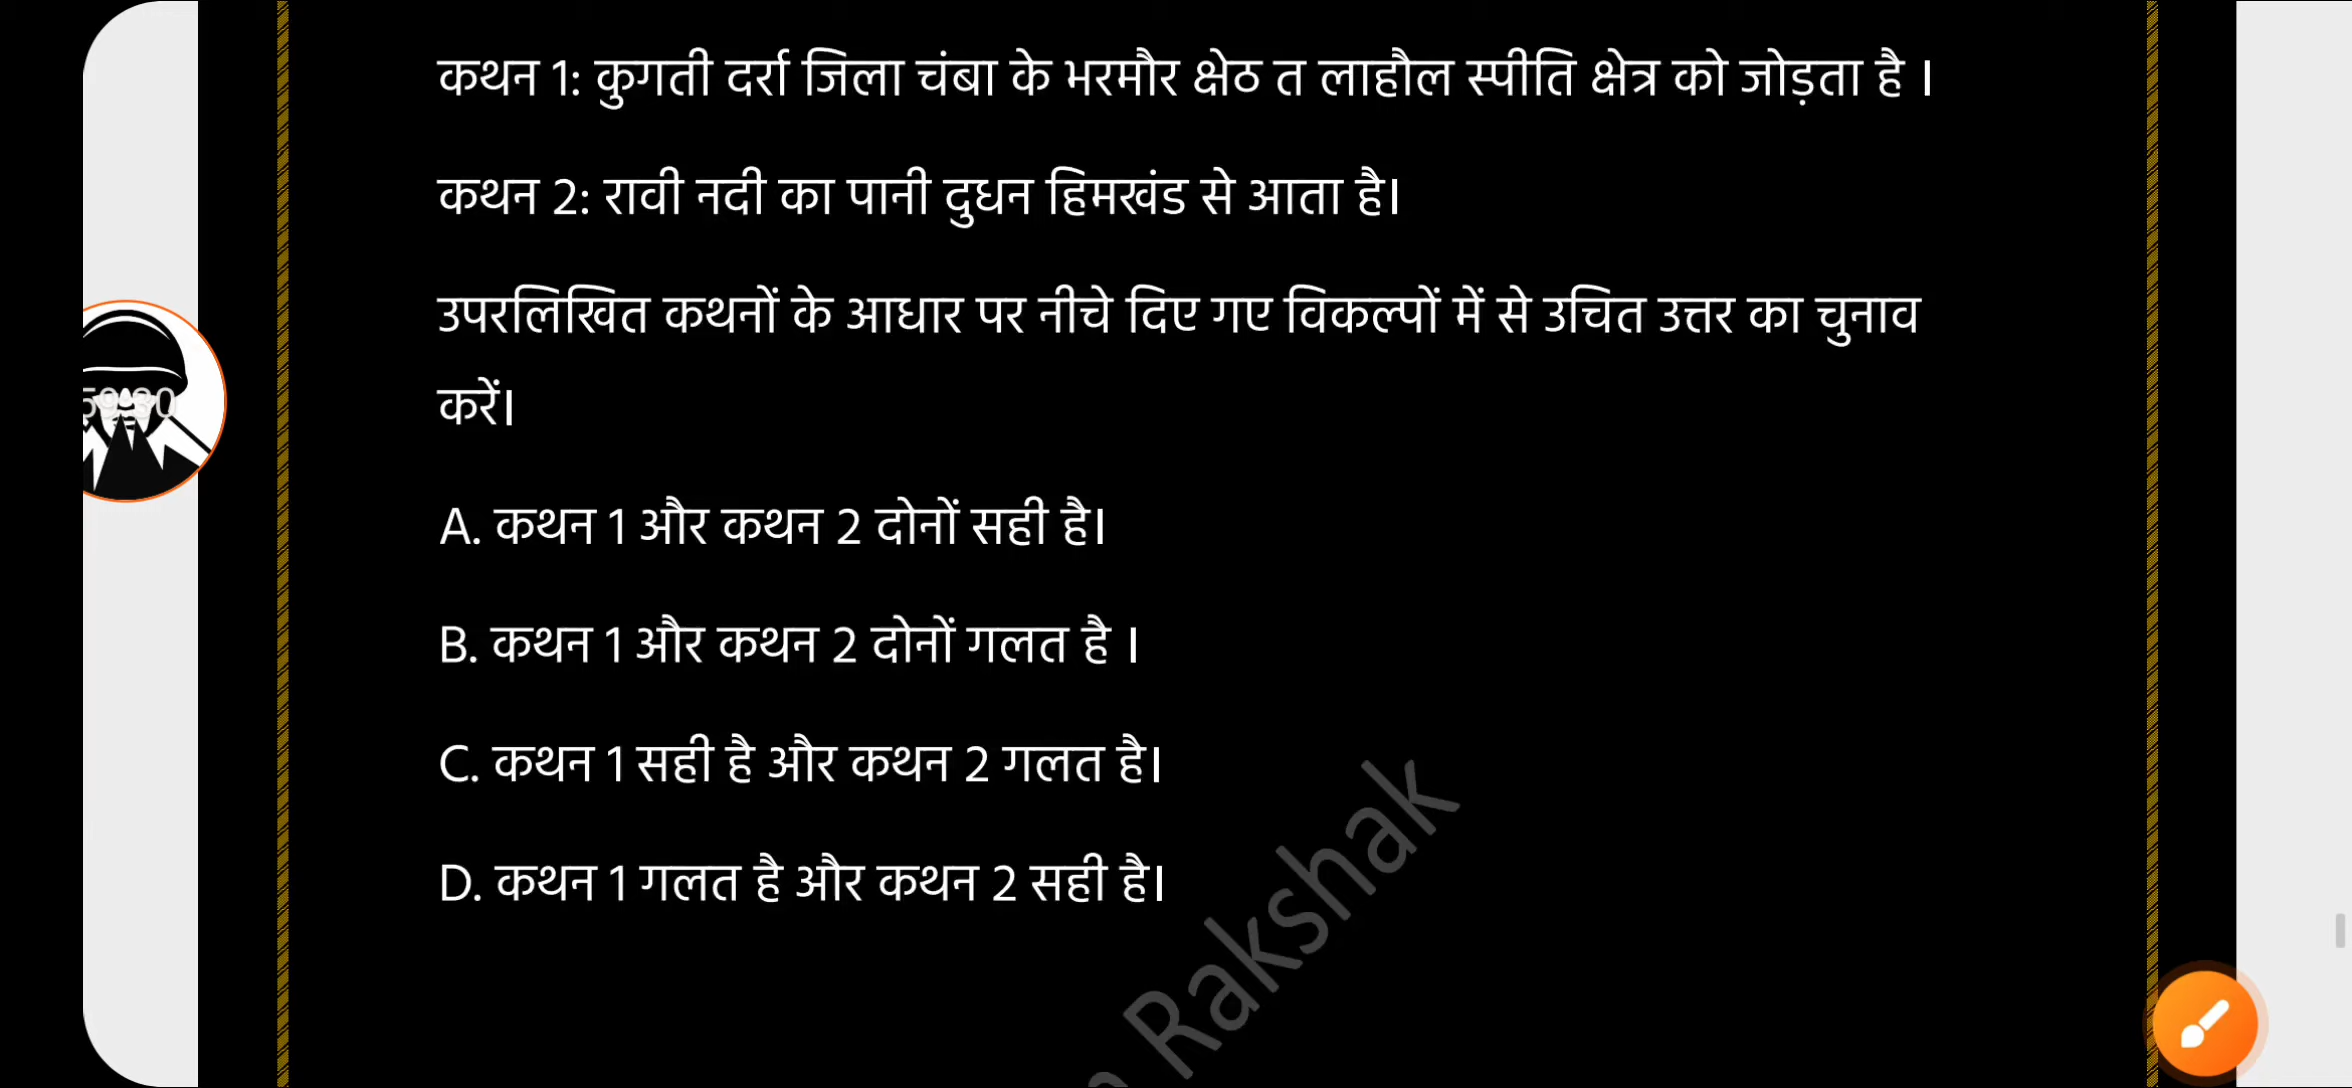 कथन 1: कुगती दर्रा जिला चंबा के भरमौर क्षेठ त लाहौल स्पीति क्षेत्र को जोड़ता है ।
कथन 2: रावी नदी का पानी दुधन हिमखंड से आता है।
उपरलिखित कथनों के आधार पर नीचे दिए गए विकल्पों में से उचित उत्तर का चुनाव
करें।
A. कथन 1 और कथन 2 दोनों सही है।
B. कथन 1 और कथन 2 दोनों गलत है ।
C. कथन 1 सही है और कथन 2 गलत है।
D. कथन 1 गलत है और कथन 2 सही है।
Rakshak